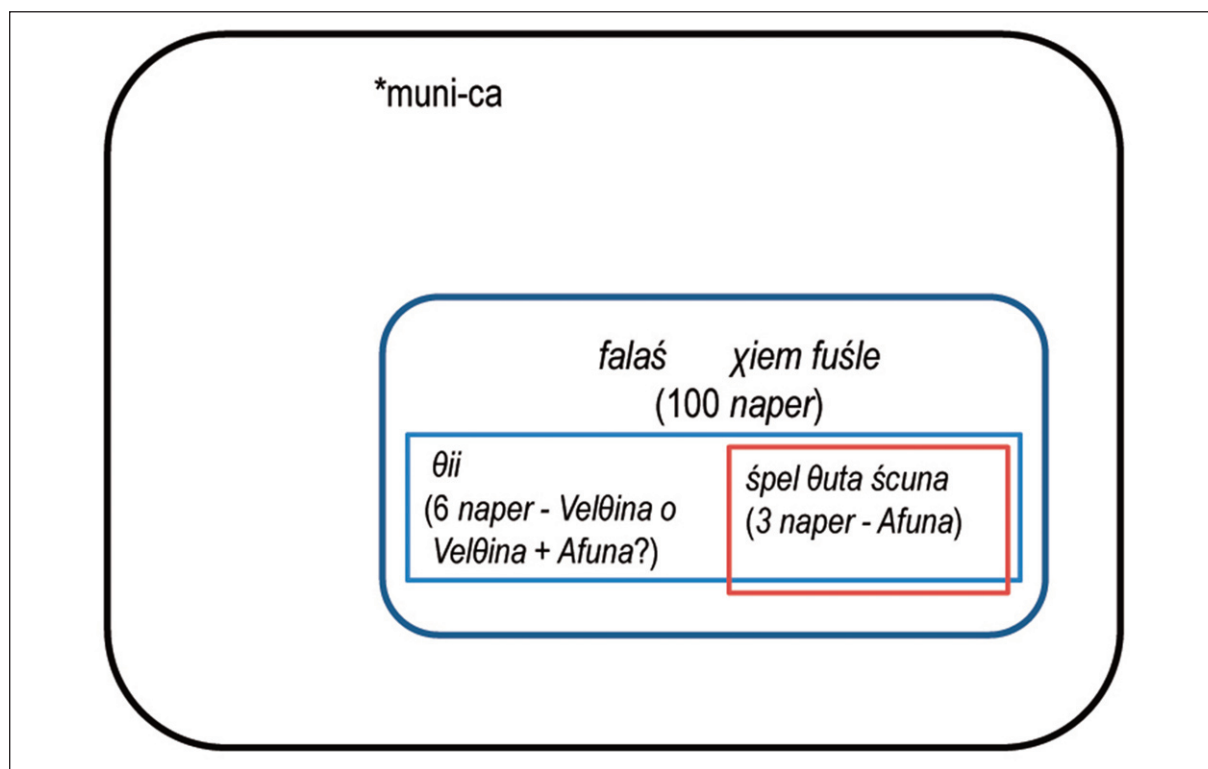 *muni-ca
falaś χiem fuśle
(100 naper)
θii
(6 naper - Velθina o
Velθina + Afuna?)
śpel θuta ścuna
(3 naper - Afuna)